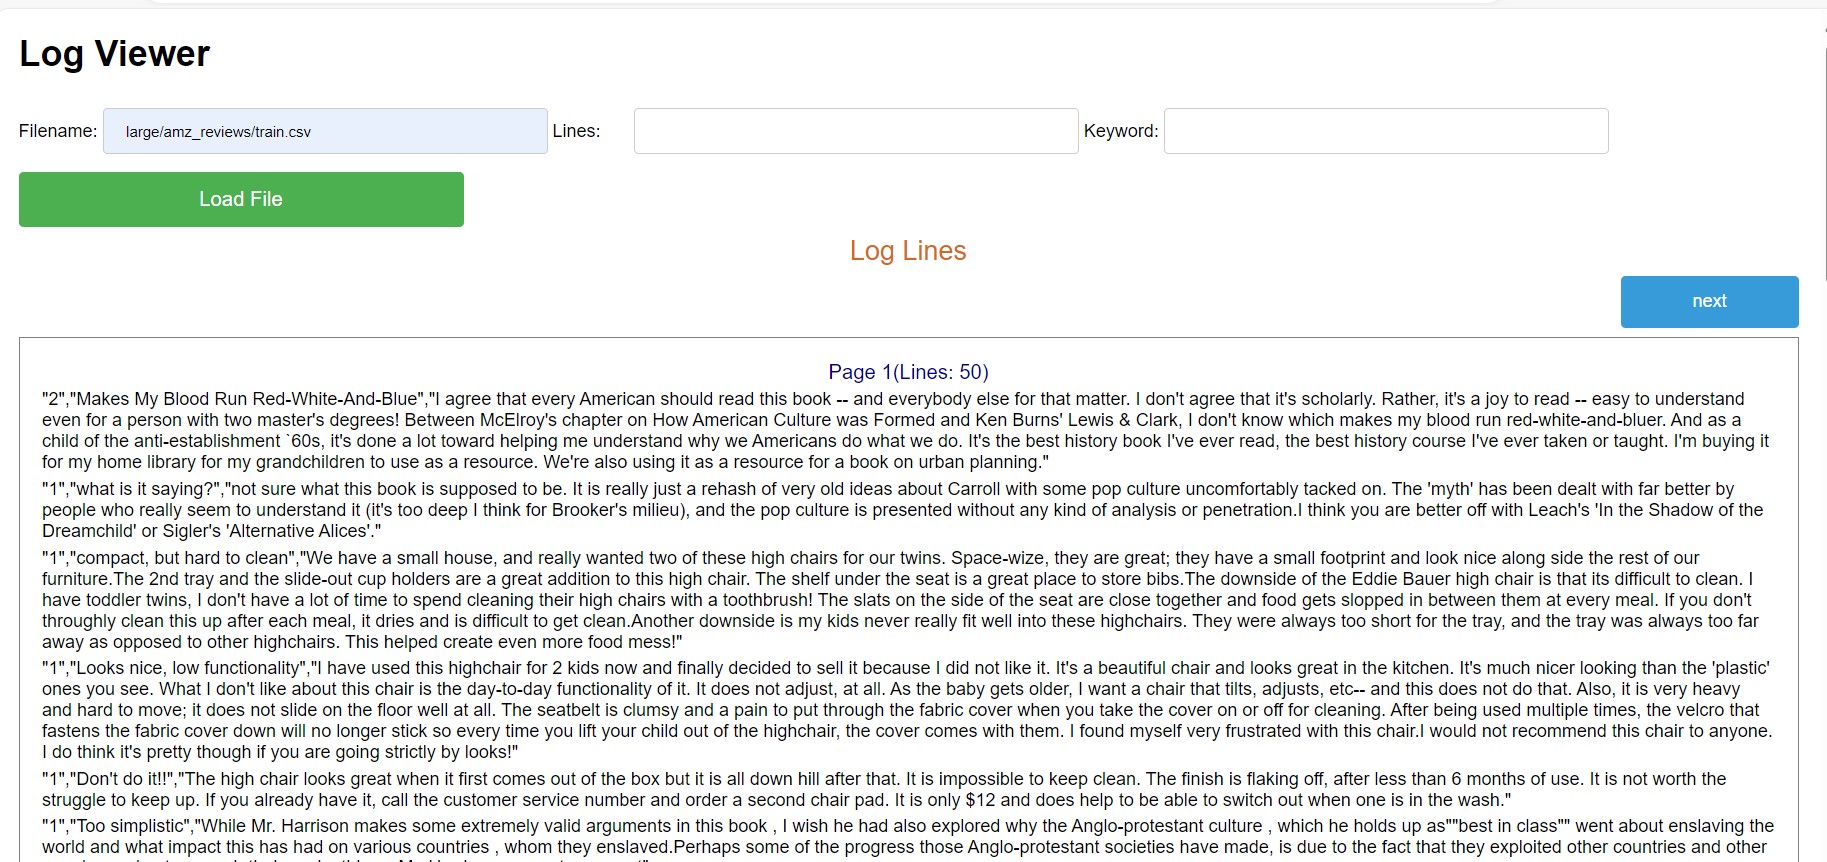 Log Viewer
Filename: large/amz_reviews/train.csv Lines: Keyword:
Load File
Log Lines
next
Page 1(Lines: 50)
"2","Makes My Blood Run Red-White-And-Blue","I agree that every American should read this book -- and everybody else for that matter. I don't agree that it's scholarly. Rather, it's a joy to read -- easy to understand
even for a person with two master's degrees! Between McElroy's chapter on How American Culture was Formed and Ken Burns' Lewis & Clark, I don't know which makes my blood run red-white-and-bluer. And as a
child of the anti-establishment `60s, it's done a lot toward helping me understand why we Americans do what we do. It's the best history book I've ever read, the best history course I've ever taken or taught. I'm buying it
for my home library for my grandchildren to use as a resource. We're also using it as a resource for a book on urban planning."
"1","what is it saying?","not sure what this book is supposed to be. It is really just a rehash of very old ideas about Carroll with some pop culture uncomfortably tacked on. The 'myth' has been dealt with far better by
people who really seem to understand it (it's too deep I think for Brooker's milieu), and the pop culture is presented without any kind of analysis or penetration.I think you are better off with Leach's 'In the Shadow of the
Dreamchild' or Sigler's 'Alternative Alices'."
"1","compact, but hard to clean","We have a small house, and really wanted two of these high chairs for our twins. Space-wize, they are great; they have a small footprint and look nice along side the rest of our
furniture.The 2nd tray and the slide-out cup holders are a great addition to this high chair. The shelf under the seat is a great place to store bibs.The downside of the Eddie Bauer high chair is that its difficult to clean. I
have toddler twins, I don't have a lot of time to spend cleaning their high chairs with a toothbrush! The slats on the side of the seat are close together and food gets slopped in between them at every meal. If you don't
throughly clean this up after each meal, it dries and is difficult to get clean.Another downside is my kids never really fit well into these highchairs. They were always too short for the tray, and the tray was always too far
away as opposed to other highchairs. This helped create even more food mess!"
"1","Looks nice, low functionality","I have used this highchair for 2 kids now and finally decided to sell it because I did not like it. It's a beautiful chair and looks great in the kitchen. It's much nicer looking than the 'plastic'
ones you see. What I don't like about this chair is the day-to-day functionality of it. It does not adjust, at all. As the baby gets older, I want a chair that tilts, adjusts, etc-- and this does not do that. Also, it is very heavy
and hard to move; it does not slide on the floor well at all. The seatbelt is clumsy and a pain to put through the fabric cover when you take the cover on or off for cleaning. After being used multiple times, the velcro that
fastens the fabric cover down will no longer stick so every time you lift your child out of the highchair, the cover comes with them. I found myself very frustrated with this chair.I would not recommend this chair to anyone.
I do think it's pretty though if you are going strictly by looks!"
"1","Don't do it!!","The high chair looks great when it first comes out of the box but it is all down hill after that. It is impossible to keep clean. The finish is flaking off, after less than 6 months of use. It is not worth the
struggle to keep up. If you already have it, call the customer service number and order a second chair pad. It is only $12 and does help to be able to switch out when one is in the wash."
"1","Too simplistic","While Mr. Harrison makes some extremely valid arguments in this book , I wish he had also explored why the Anglo-protestant culture , which he holds up as""best in class"" went about enslaving the
world and what impact this has had on various countries , whom they enslaved.Perhaps some of the progress those Anglo-protestant societies have made, is due to the fact that they exploited other countries and other